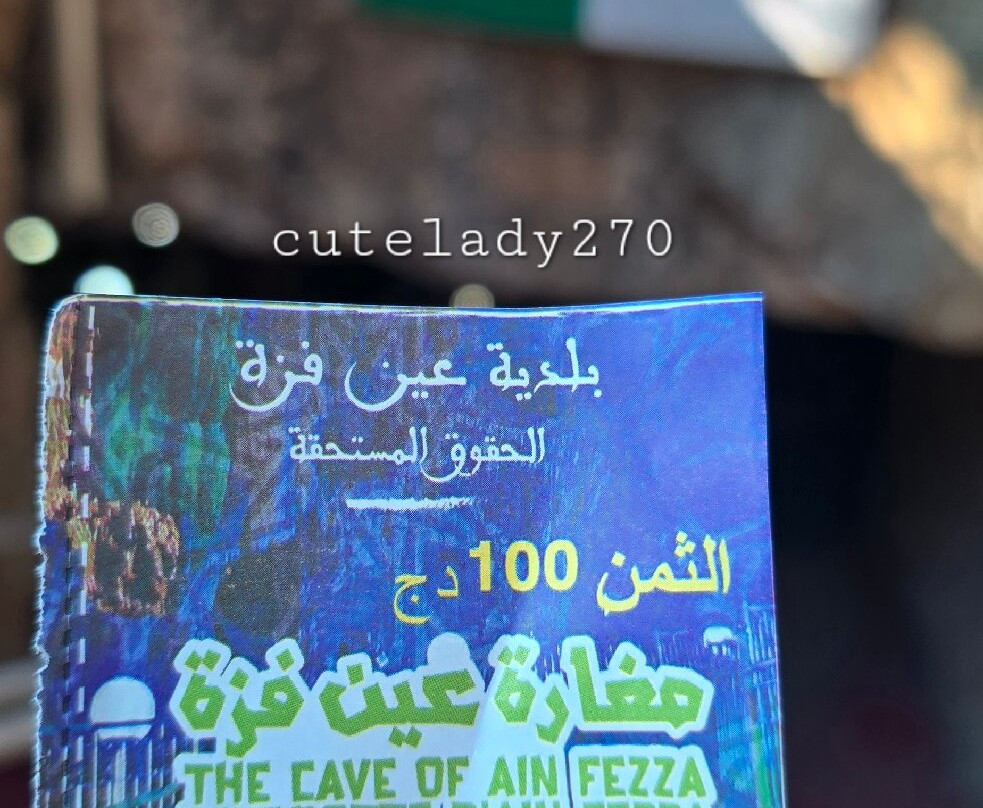 cutelady270
بلدية عين فزة
الحقوق المستحقة
الثمن 100 دج
مغارة عين فزة
THE CAVE OF AIN FEZZA